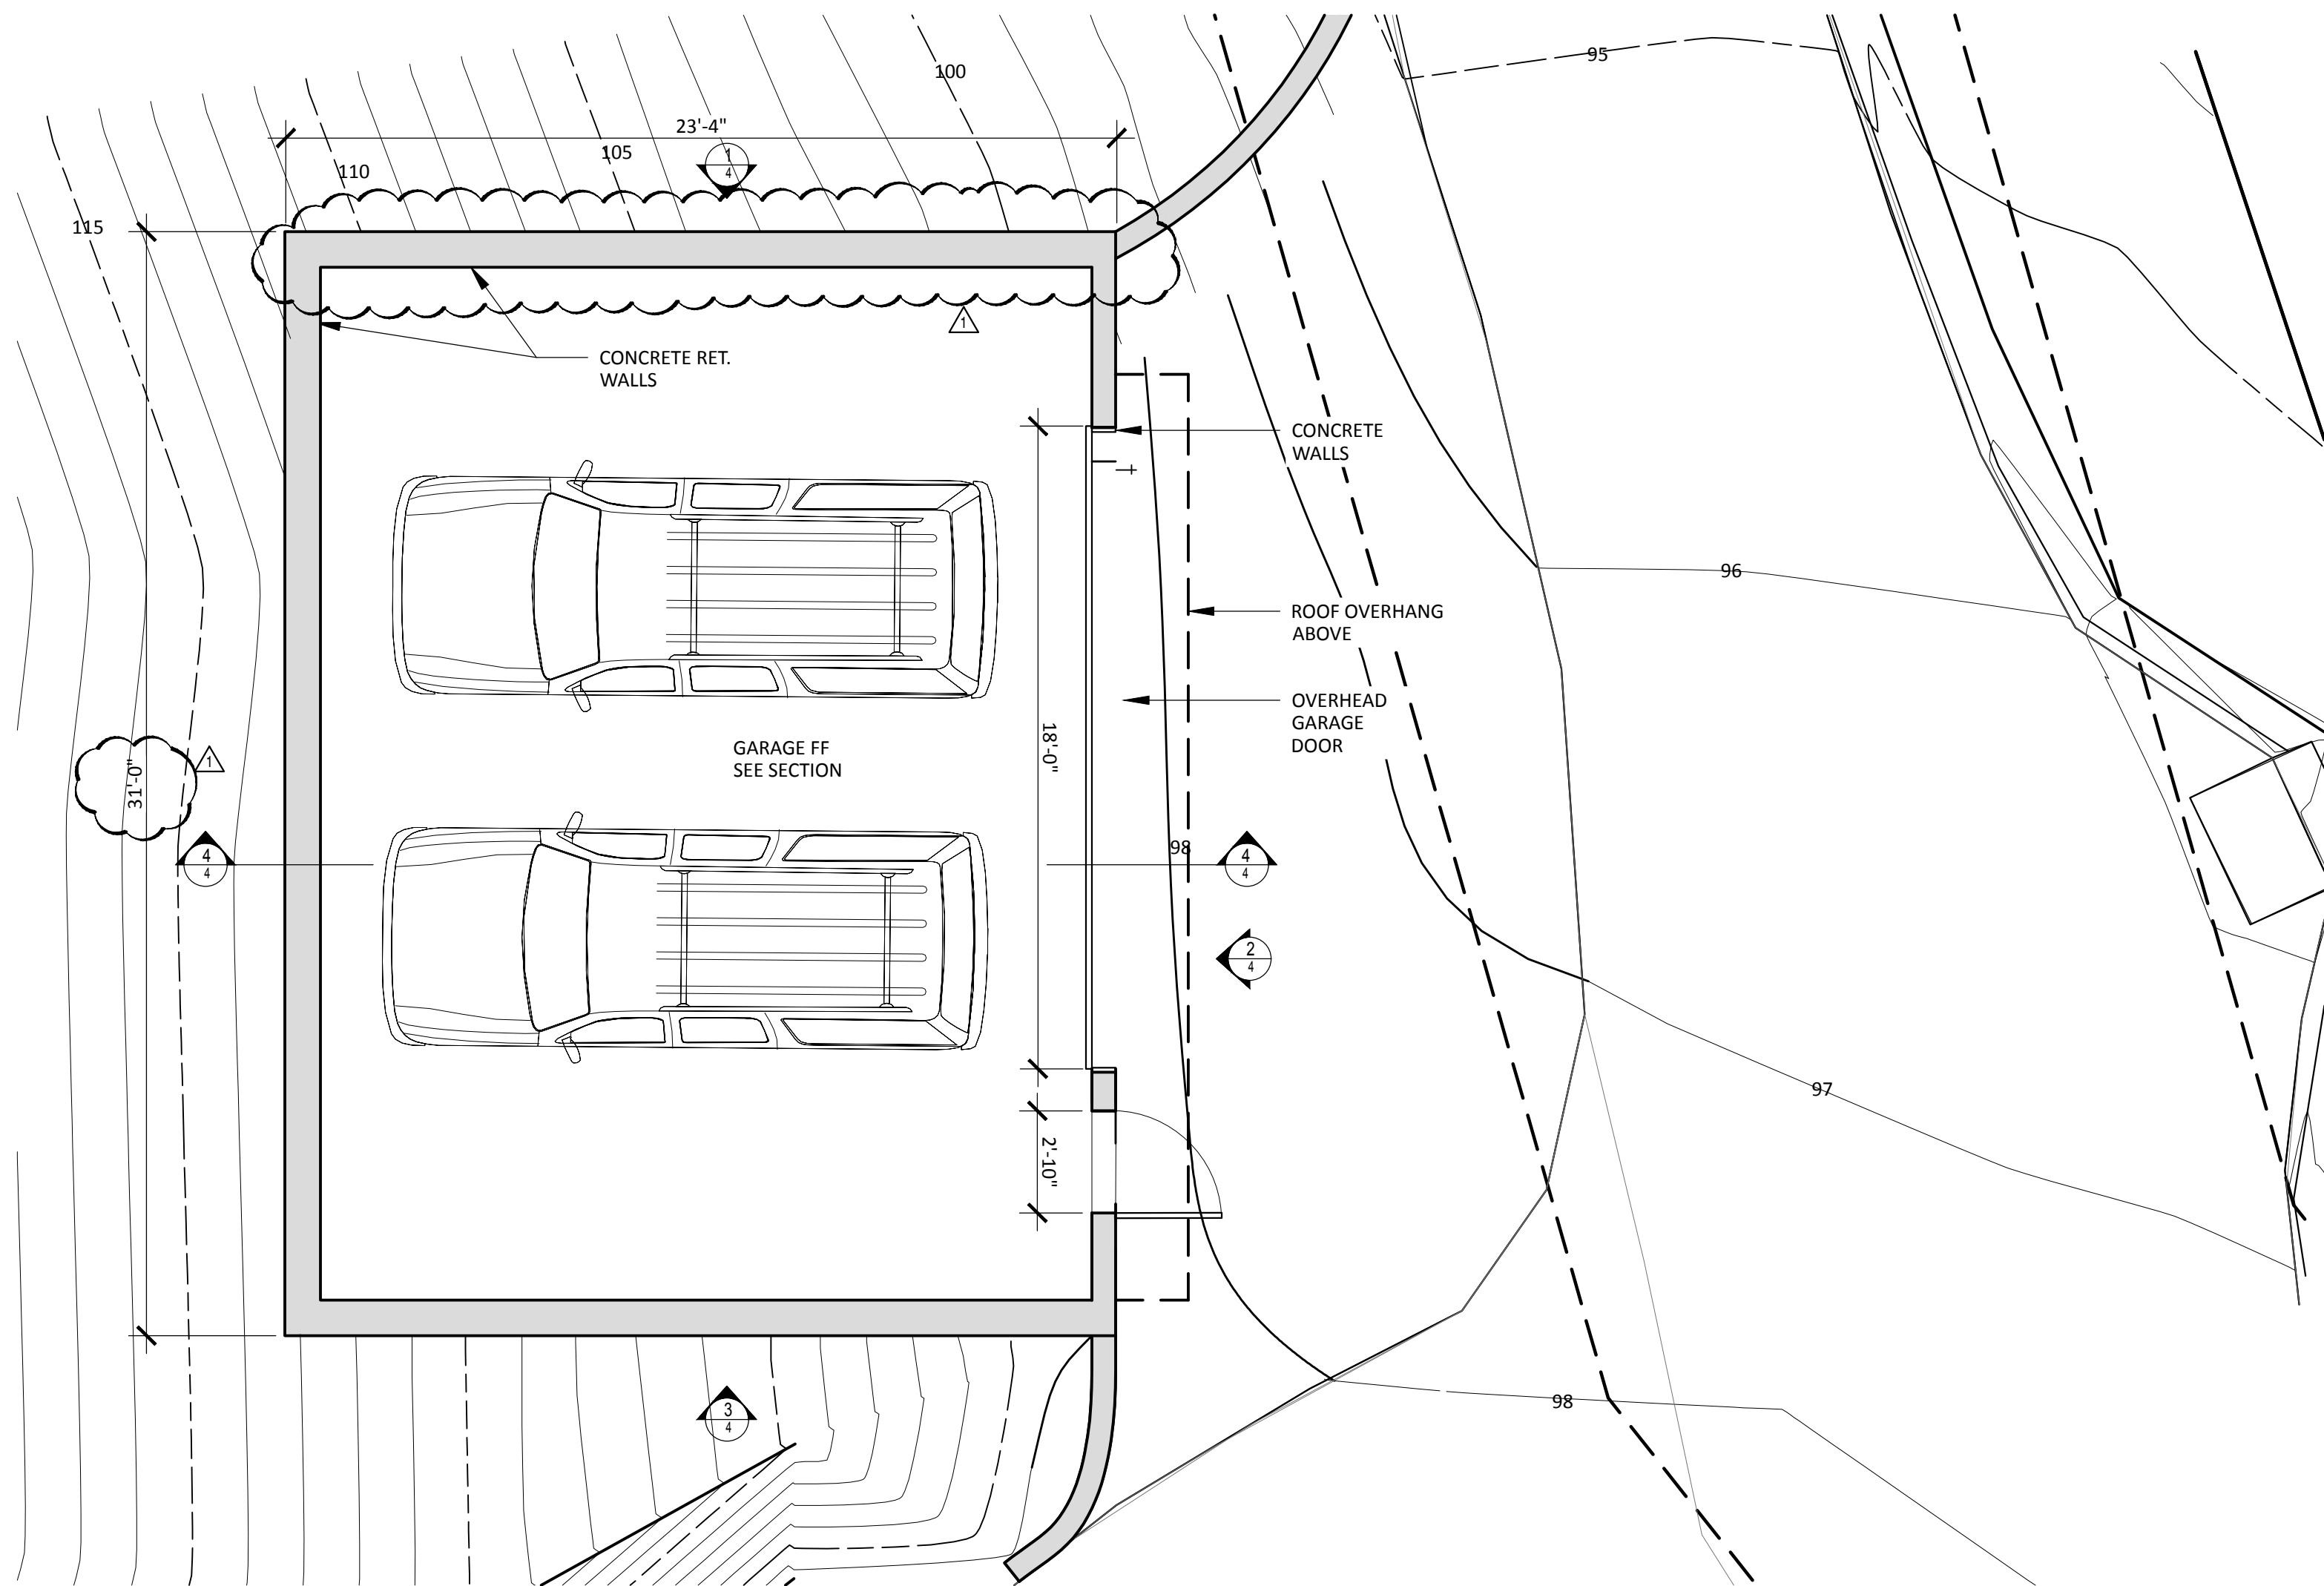 95
100
23'-4"
105
1
4
110
115
1
CONCRETE RET.
WALLS
CONCRETE
WALLS
96
ROOF OVERHANG
ABOVE
OVERHEAD
GARAGE
DOOR
18'-0"
GARAGE FF
SEE SECTION
1
31'-0"
4
4
98
4
4
2
4
97
2'-10"
98
3
4